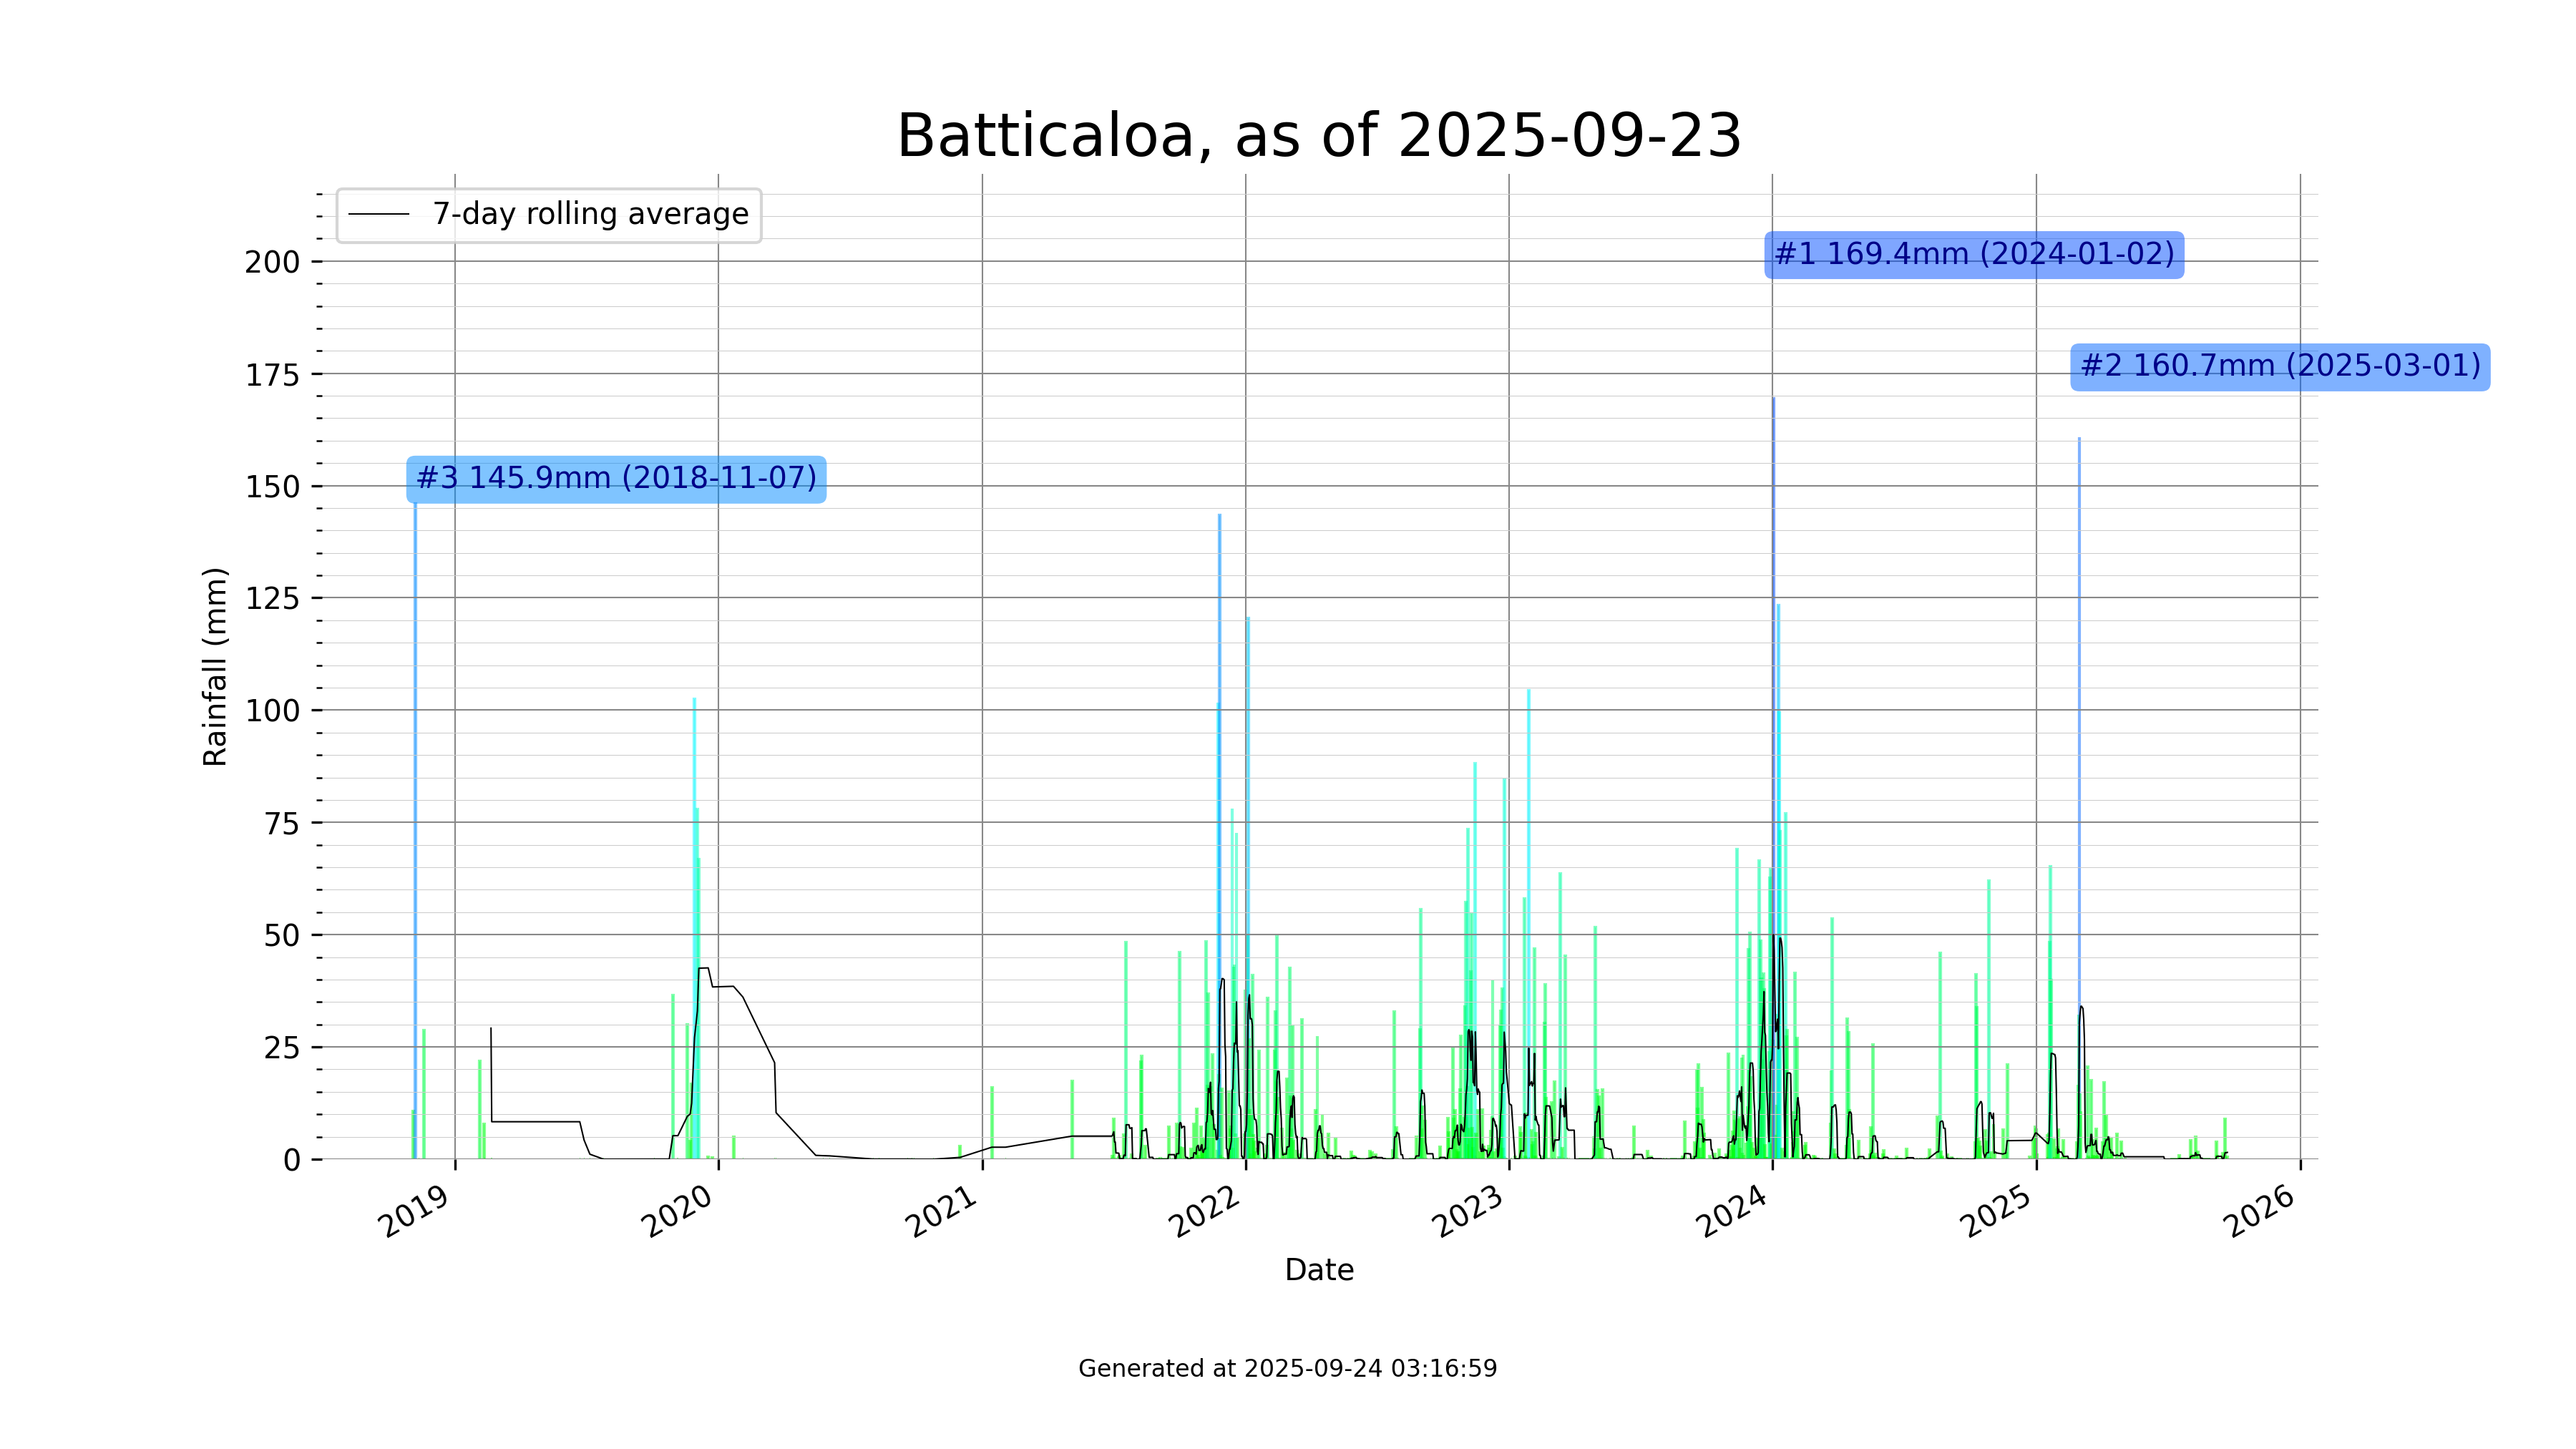 Batticaloa, as of 2025-09-23
7-day rolling average
#1 169.4mm (2024-01-02)
#2 160.7mm (2025-03-01)
#3 145.9mm (2018-11-07)
Rainfall (mm)
200
175
150
125
100
75
50
25
0
2019
2020
2021
2022
2023
2024
2025
2026
Date
Generated at 2025-09-24 03:16:59